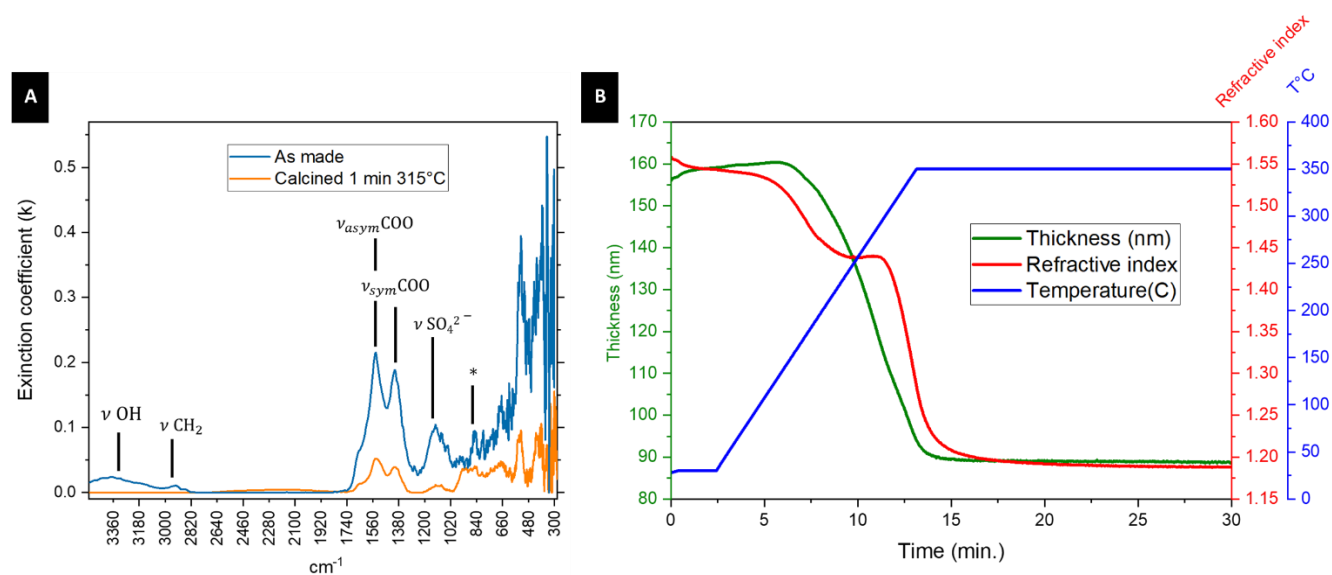 A
Exinction coefficient (k)
0.5
0.4
0.3
0.2
0.1
0.0
As made
Calcined 1 min 315°C
ν_asym COO
ν_sym COO
ν SO₄²⁻
*
ν OH
ν CH₂
3360 3180 3000 2820 2640 2460 2280 2100 1920 1740 1560 1380 1200 1020 840 660 480 300
cm⁻¹
B
Refractive index
T°C
Thickness (nm)
170
160
150
140
130
120
110
100
90
80
Thickness (nm)
Refractive index
Temperature(C)
1.60
1.55
1.50
1.45
1.40
1.35
1.30
1.25
1.20
1.15
400
350
300
250
200
150
100
50
0
0 5 10 15 20 25 30
Time (min.)